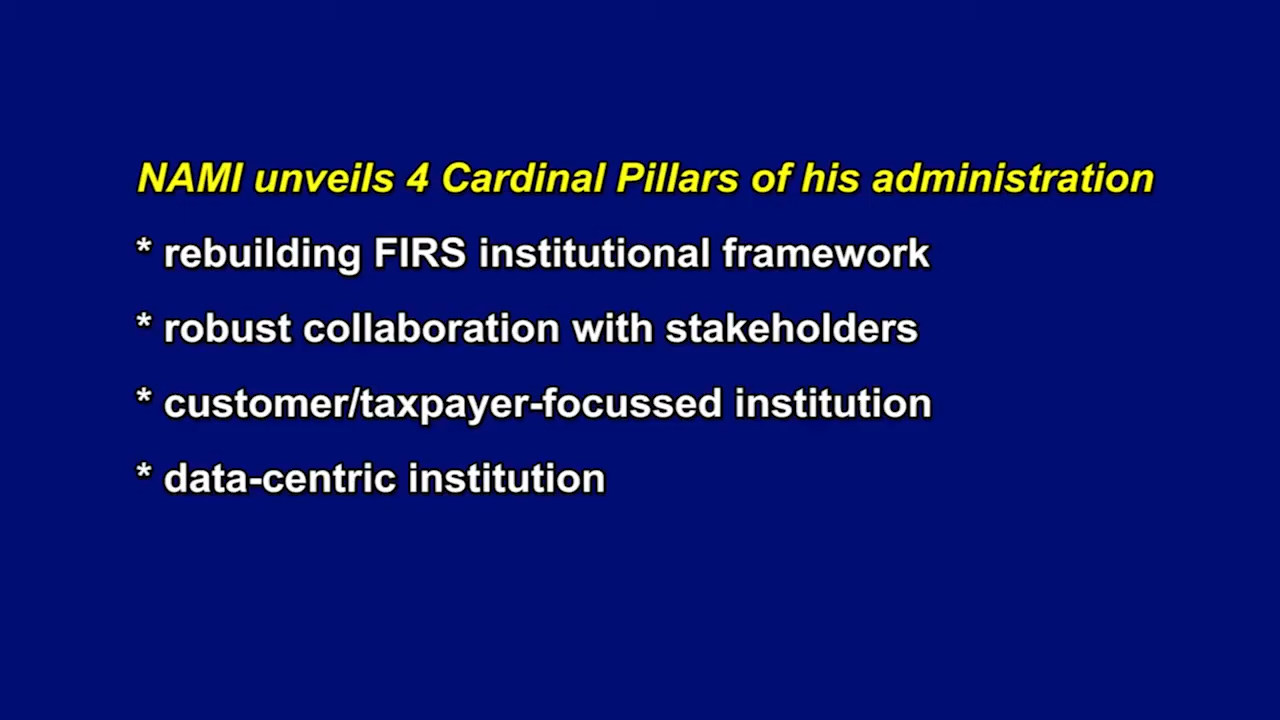 NAMI unveils 4 Cardinal Pillars of his administration
* rebuilding FIRS institutional framework
* robust collaboration with stakeholders
* customer/taxpayer-focussed institution
* data-centric institution